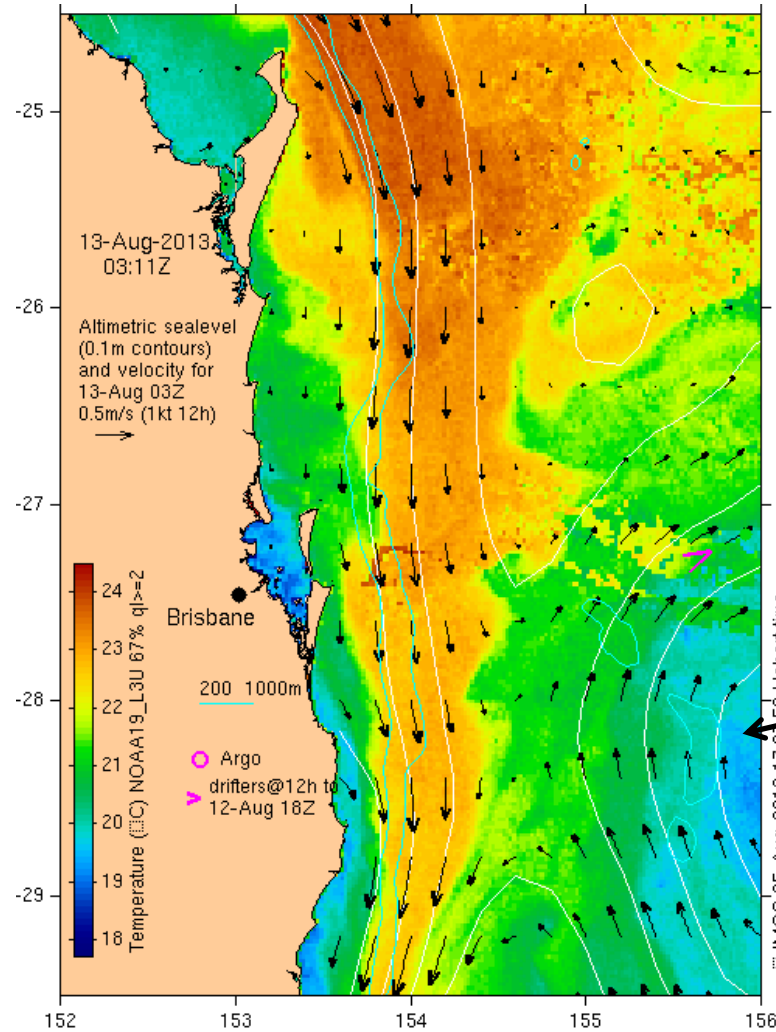 -25
13-Aug-2013
03:11Z
-26
Altimetric sealevel
(0.1m contours)
and velocity for
13-Aug 03Z
0.5m/s (1kt 12h)
-27
Brisbane
-28
200 1000m
Argo
drifters@12h to
12-Aug 18Z
-29
24
23
22
21
20
19
18
Temperature (□C) NOAA19_L3U 67% ql>=2
152 153 154 155 156